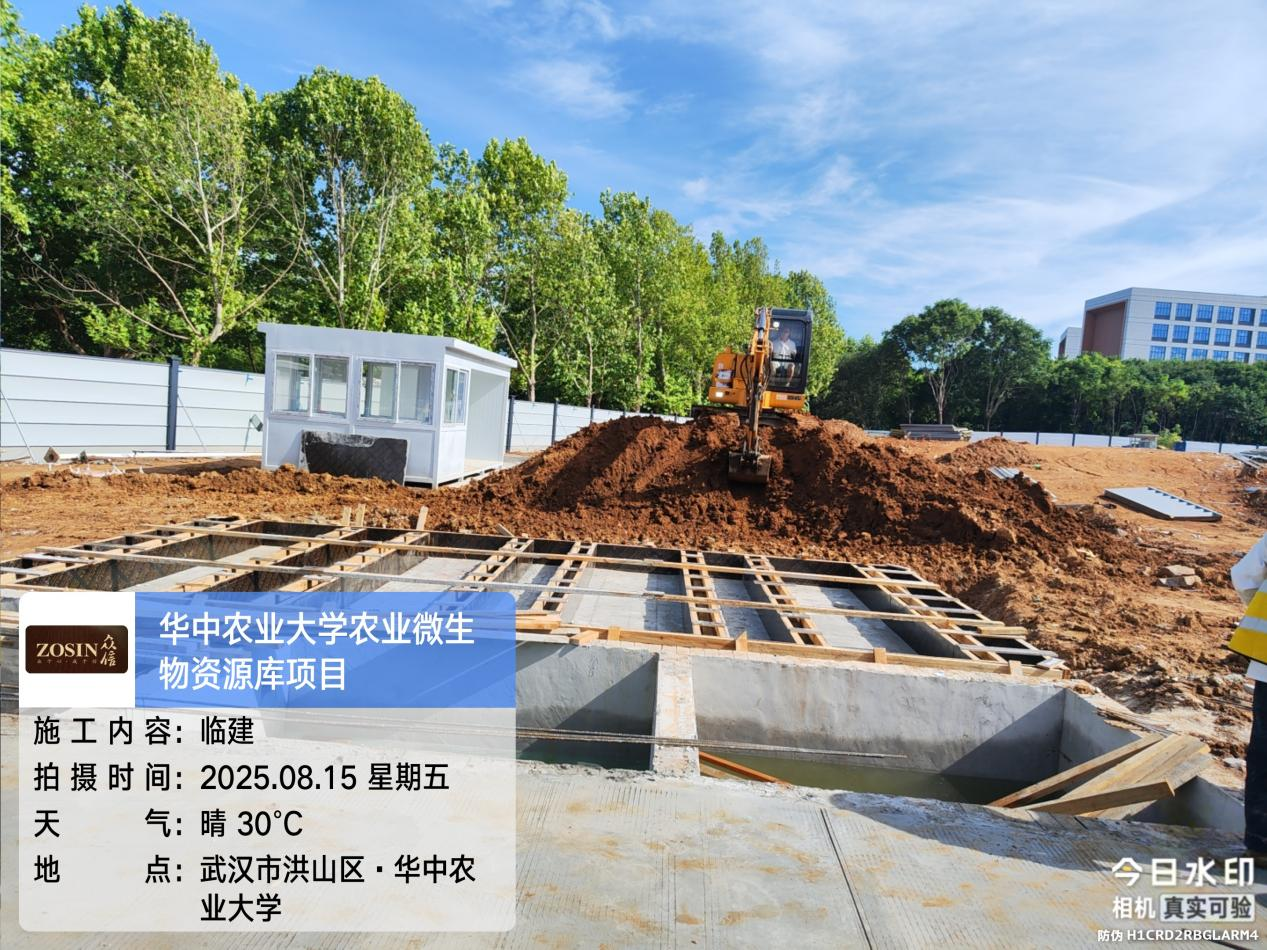 ZOSIN 众信
华中农业大学农业微生
物资源库项目
施工内容：临建
拍摄时间：2025.08.15 星期五
天气：晴 30℃
地点：武汉市洪山区·华中农
业大学
今日水印
相机 真实可验
防伪 H1CRD2RBGLARM4